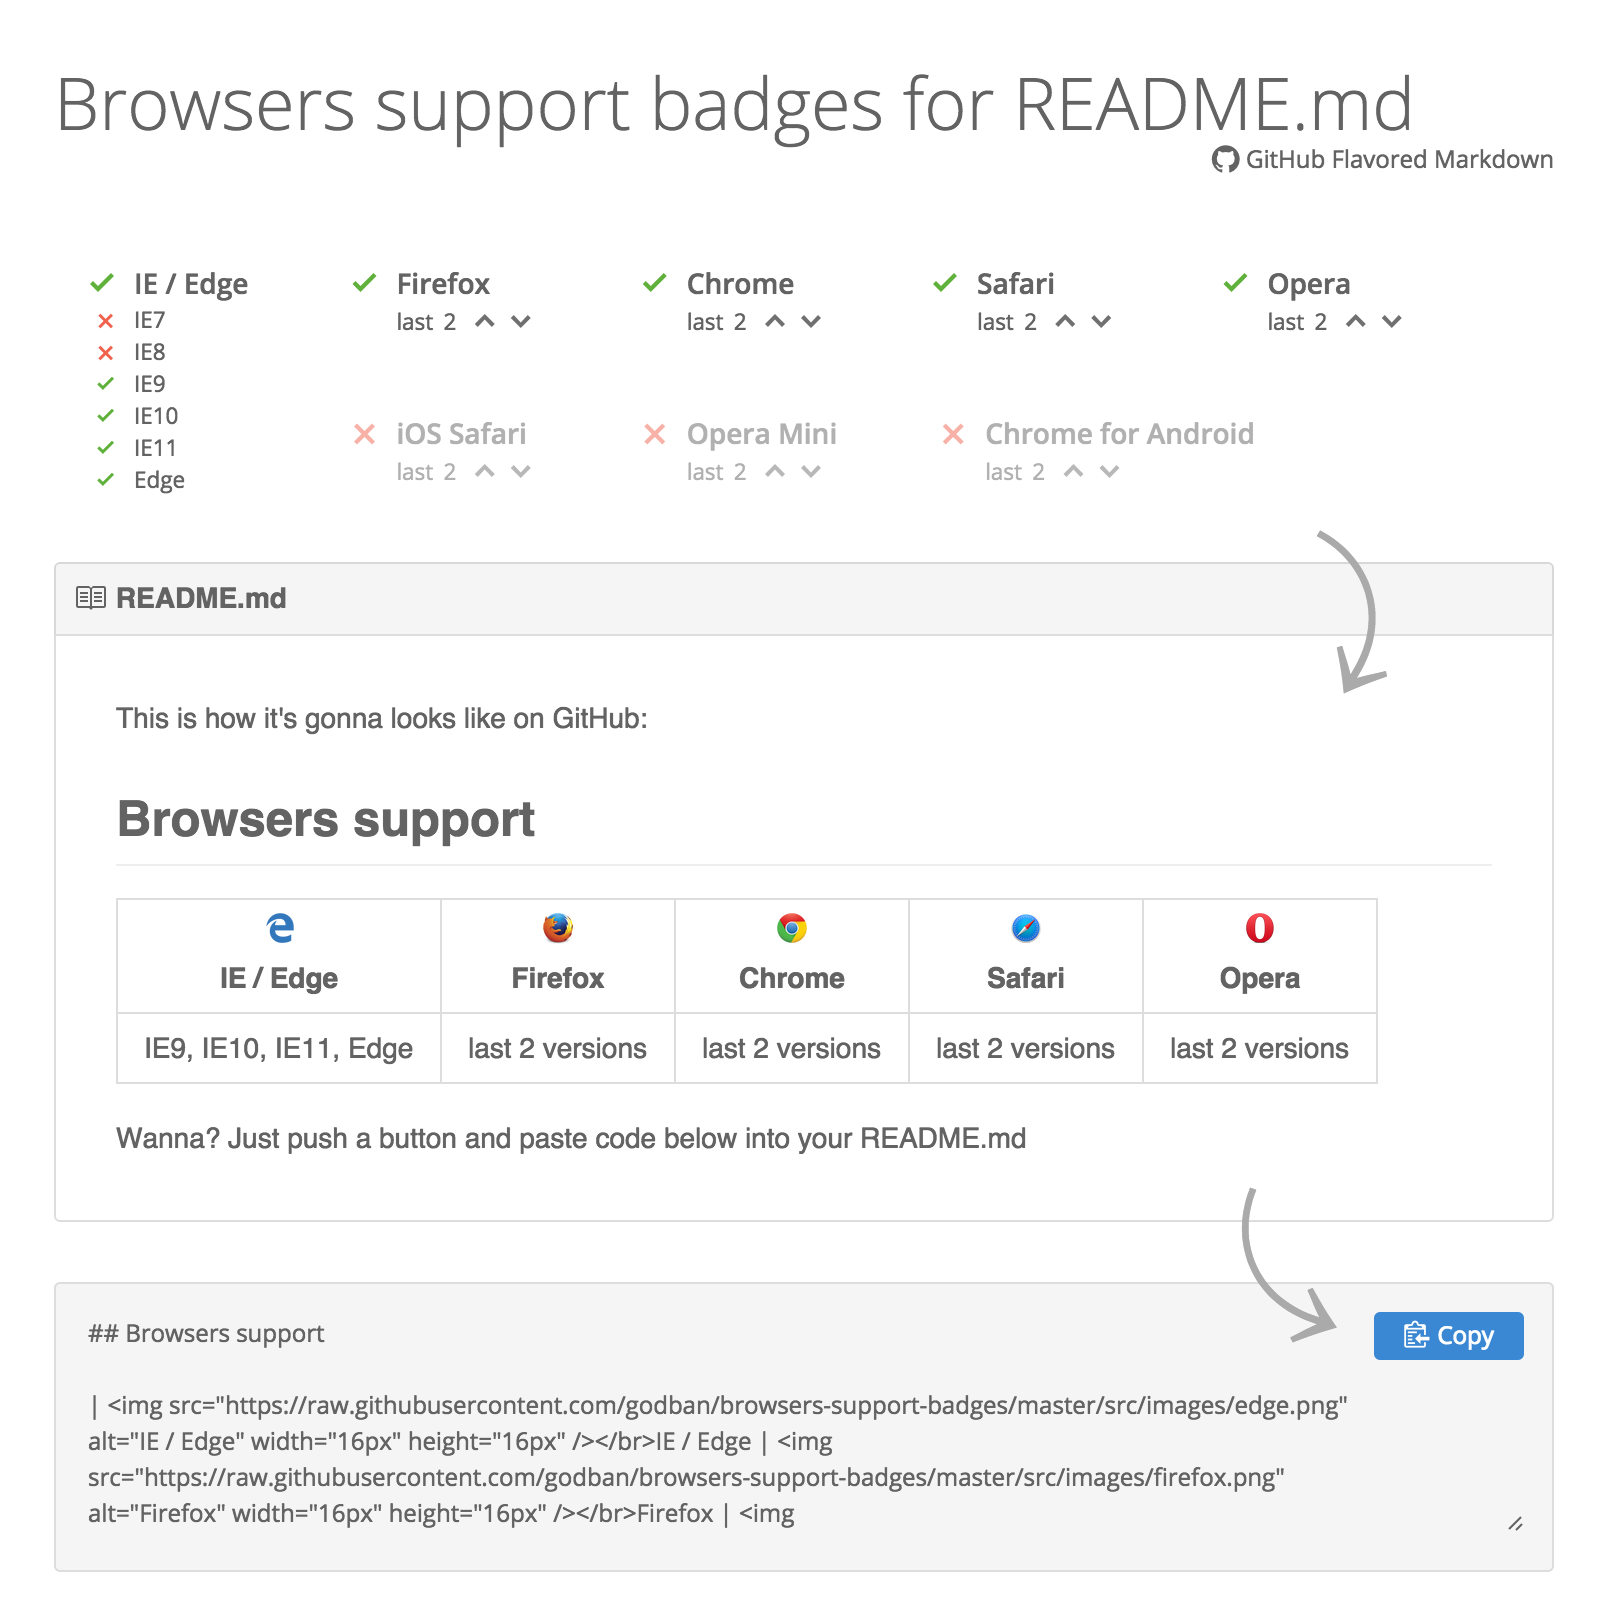 Browsers support badges for README.md
GitHub Flavored Markdown
IE / Edge
IE7
IE8
IE9
IE10
IE11
Edge
Firefox
last 2
Chrome
last 2
Safari
last 2
Opera
last 2
iOS Safari
last 2
Opera Mini
last 2
Chrome for Android
last 2
README.md
This is how it's gonna looks like on GitHub:
Browsers support
IE / Edge Firefox Chrome Safari Opera
IE9, IE10, IE11, Edge last 2 versions last 2 versions last 2 versions last 2 versions
Wanna? Just push a button and paste code below into your README.md
## Browsers support
Copy
| <img src="https://raw.githubusercontent.com/godban/browsers-support-badges/master/src/images/edge.png"
alt="IE / Edge" width="16px" height="16px" /></br>IE / Edge | <img
src="https://raw.githubusercontent.com/godban/browsers-support-badges/master/src/images/firefox.png"
alt="Firefox" width="16px" height="16px" /></br>Firefox | <img